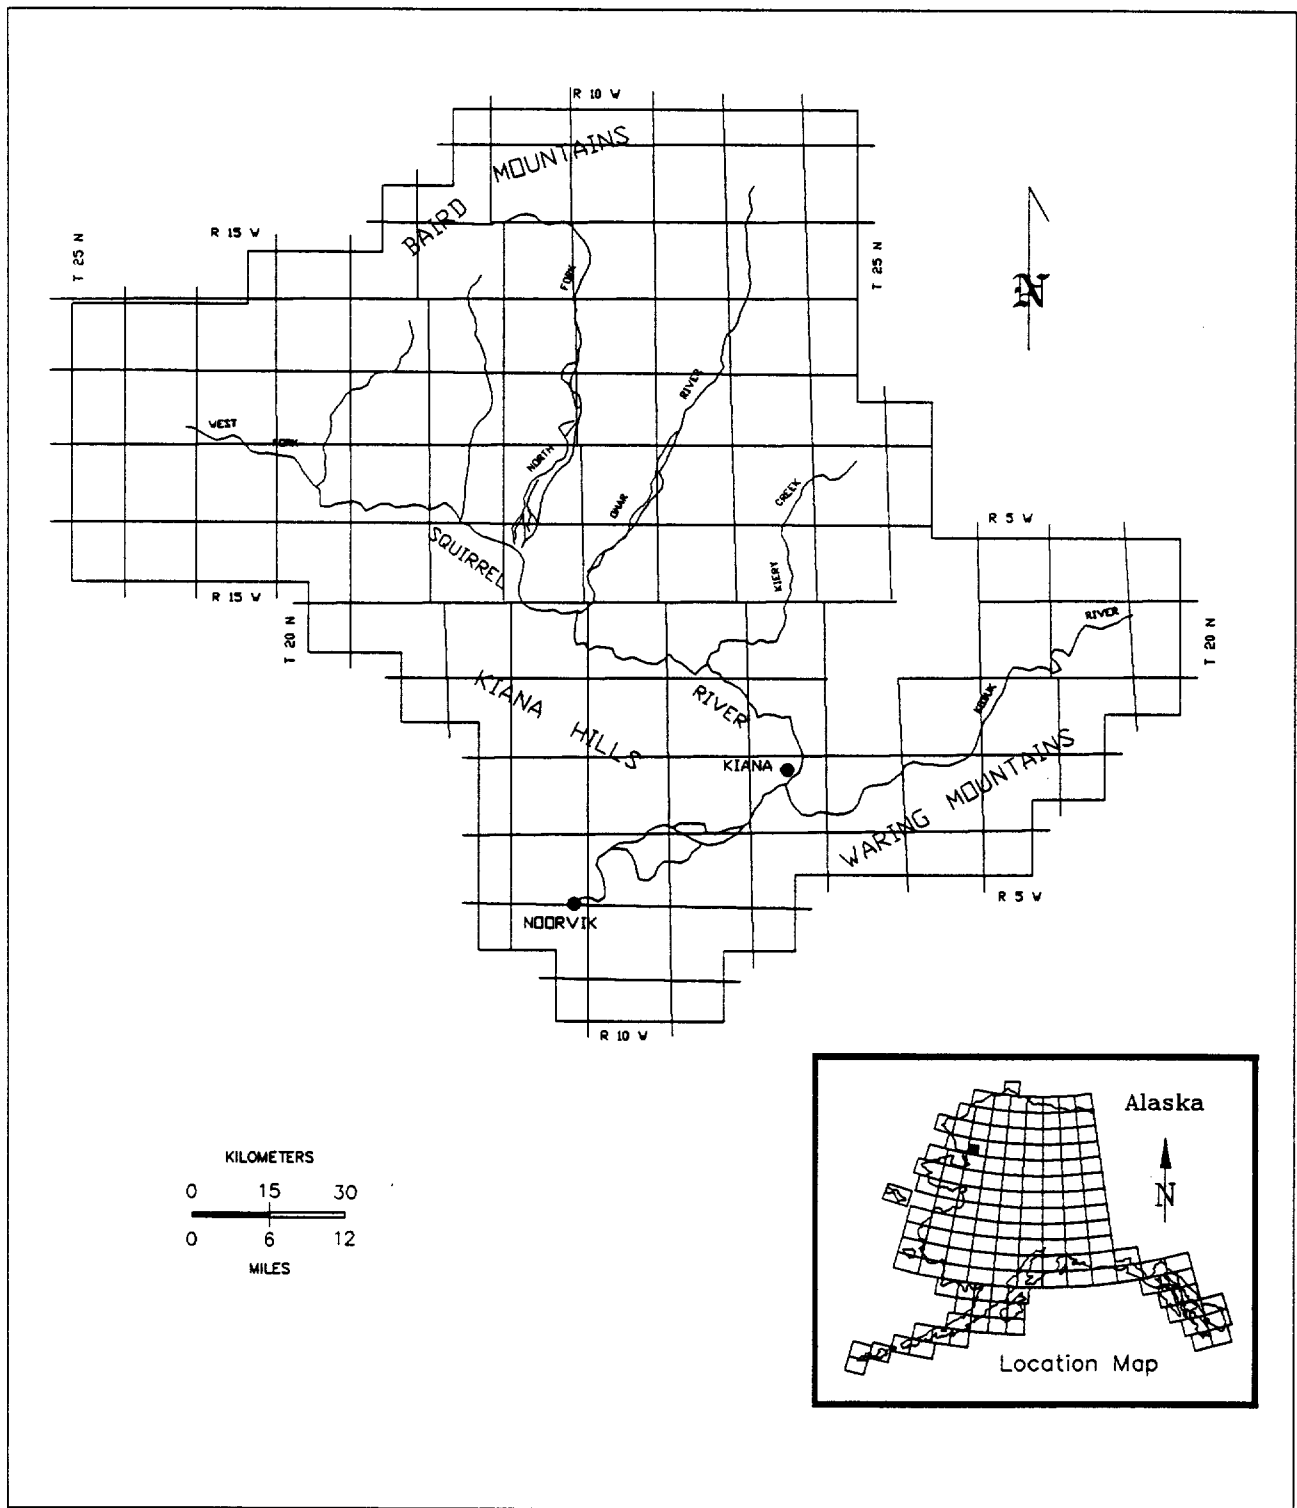 R 10 W
BAIRD MOUNTAINS
R 15 W
T 25 N
T 25 N
N
FORK
RIVER
WEST
FORK
NORTH
OMAR
CREEK
SQUIRREL
R 5 W
KIERY
R 15 W
RIVER
T 20 N
T 20 N
KIANA HILLS
RIVER
KOBUK
KIANA
WARING MOUNTAINS
R 5 W
NOORVIK
R 10 W
Alaska
N
Location Map
KILOMETERS
0 15 30
0 6 12
MILES